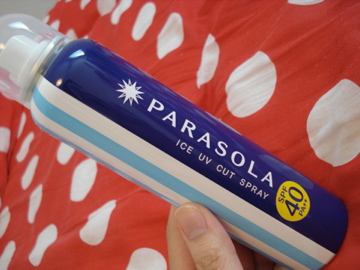 PARASOLA
ICE UV CUT SPRAY
SPF
40
PA++